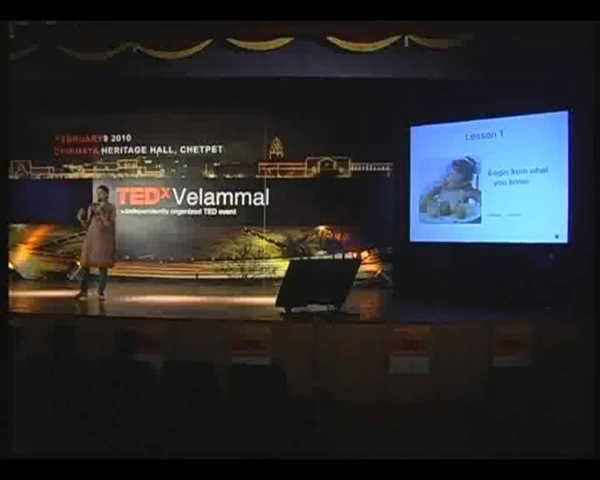 FEBRUARY 9 2010
CHINMAYA HERITAGE HALL, CHETPET
TEDx Velammal
x=independently organized TED event
Lesson 1
Begin from what
you know